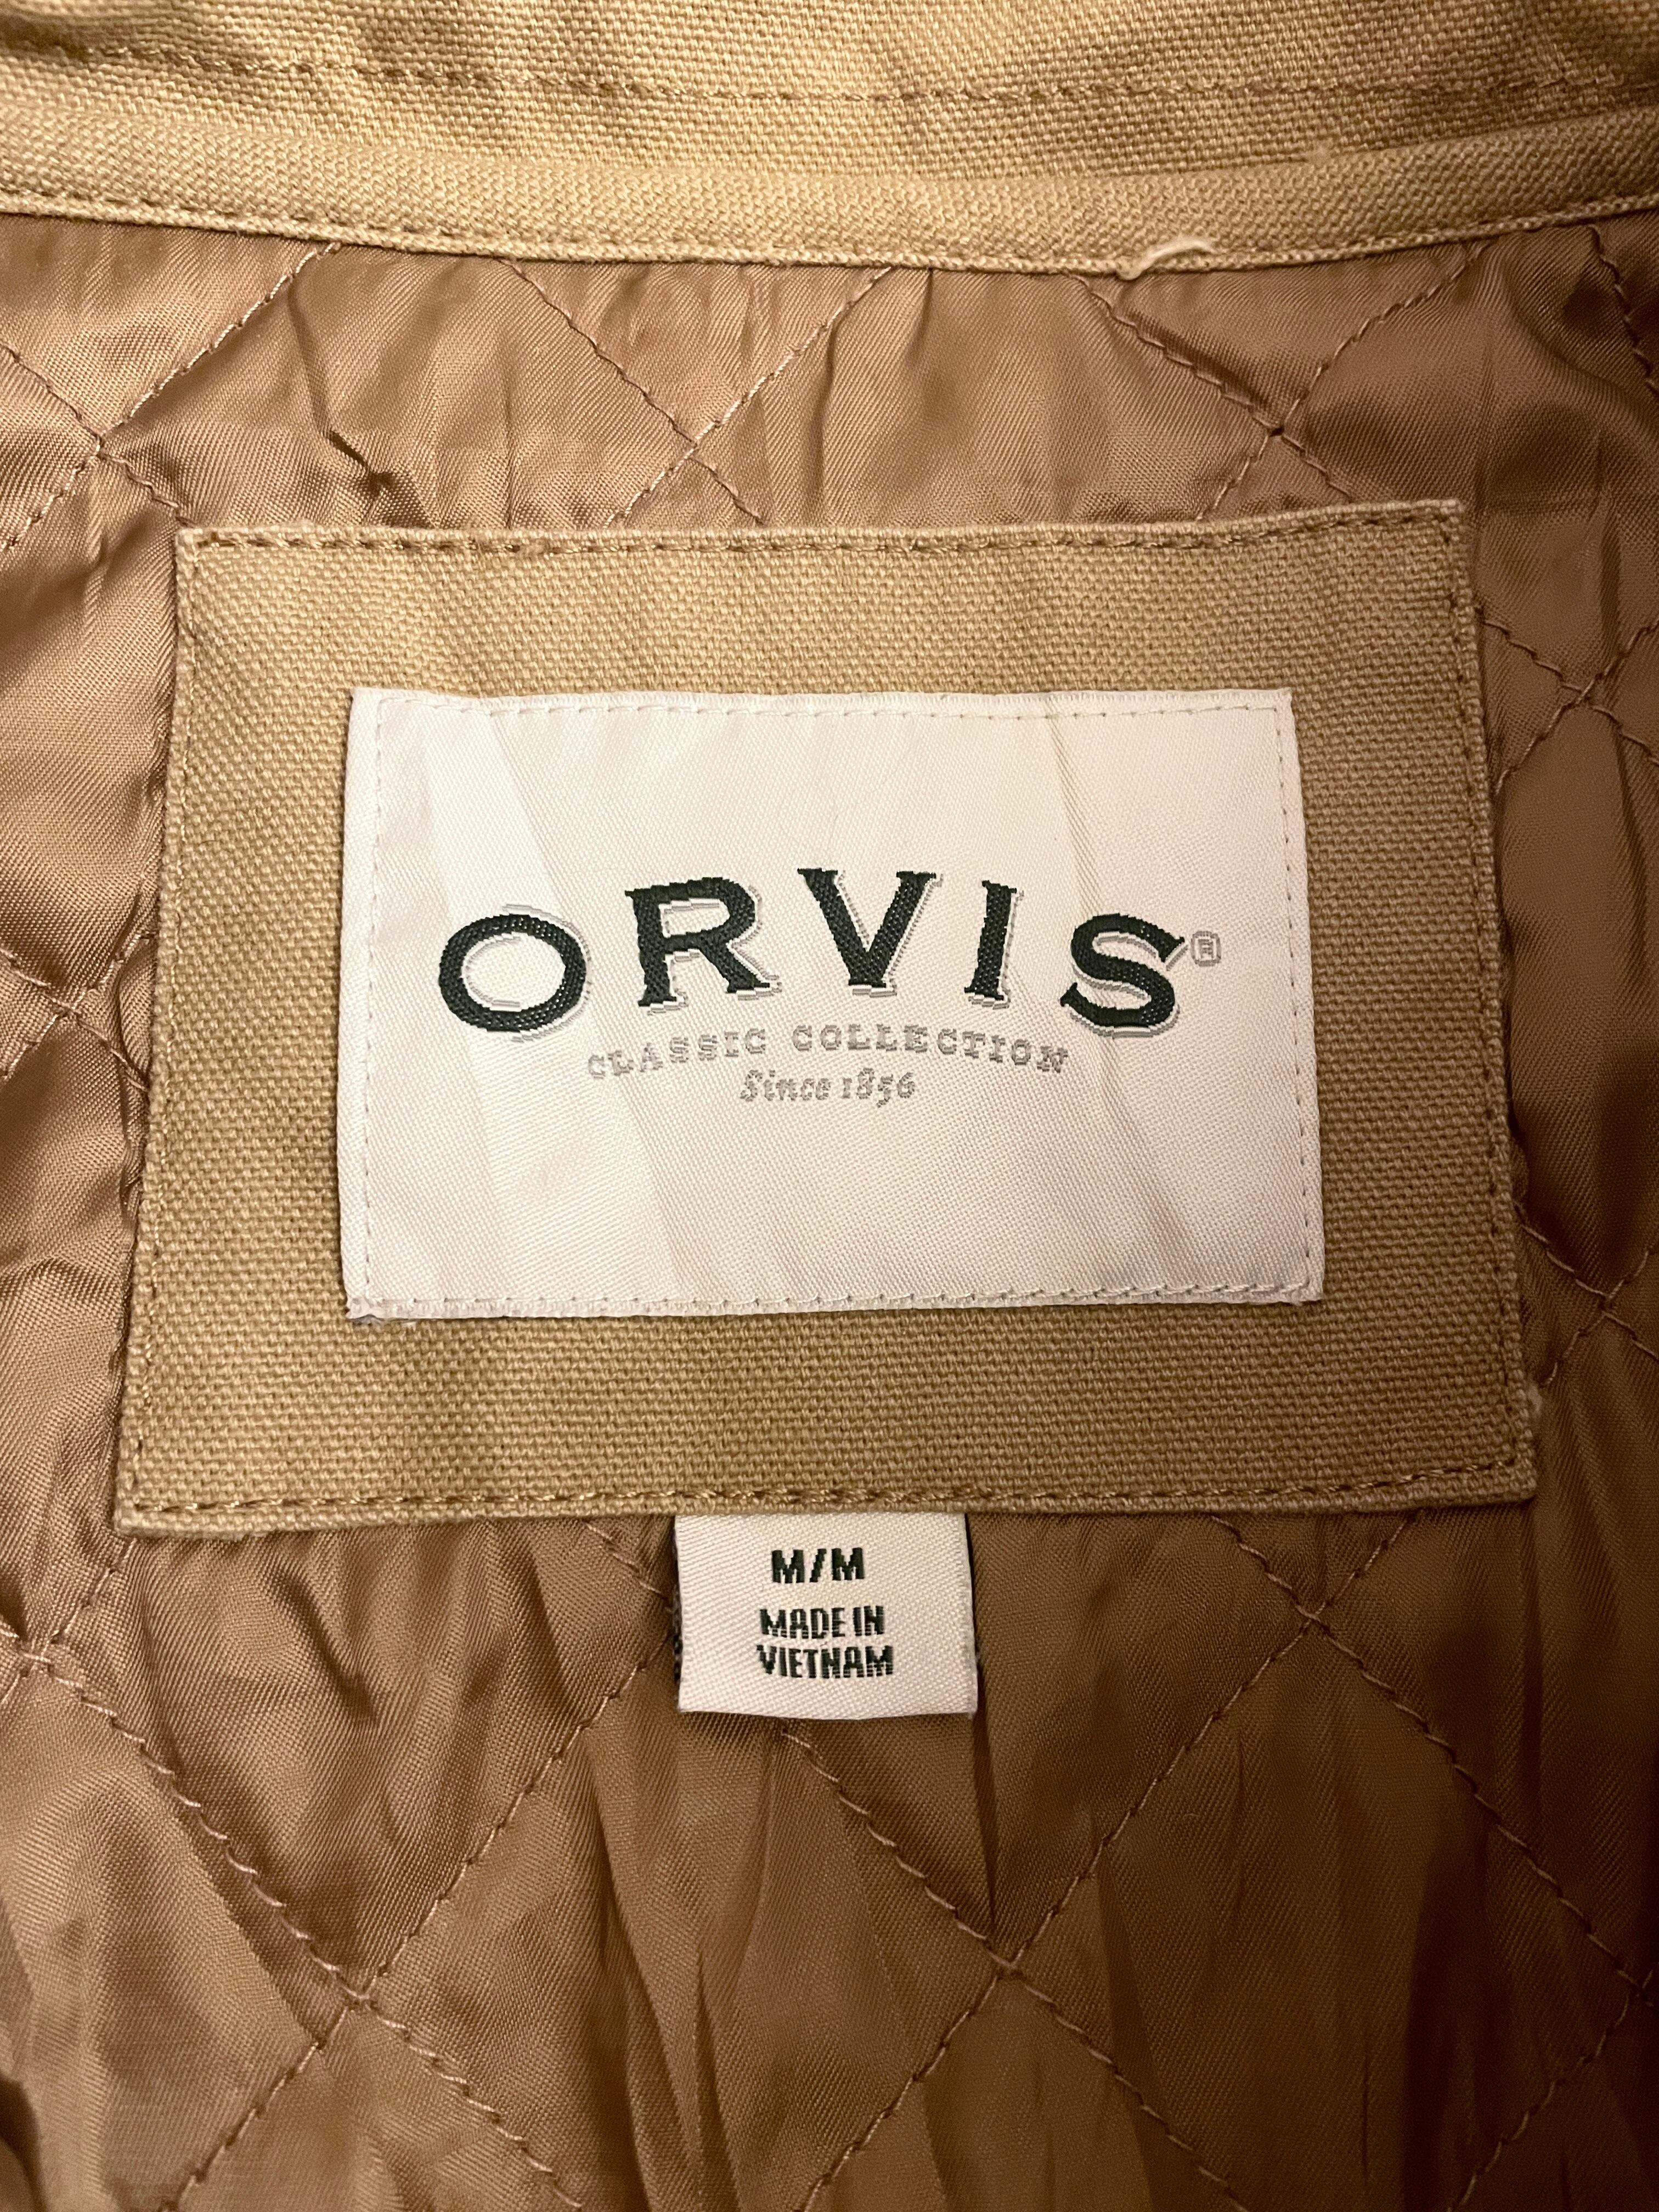 ORVIS®
CLASSIC COLLECTION
Since 1856
M/M
MADE IN
VIETNAM